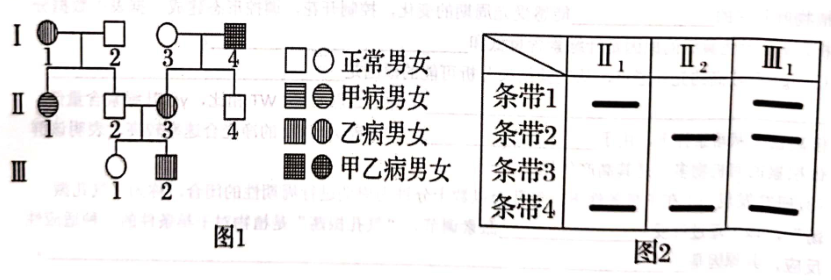 Ⅰ
1 2 3 4
Ⅱ
1 2 3 4
Ⅲ
1 2
正常男女
甲病男女
乙病男女
甲乙病男女
图1
Ⅱ1 Ⅱ2 Ⅲ1
条带1
条带2
条带3
条带4
图2